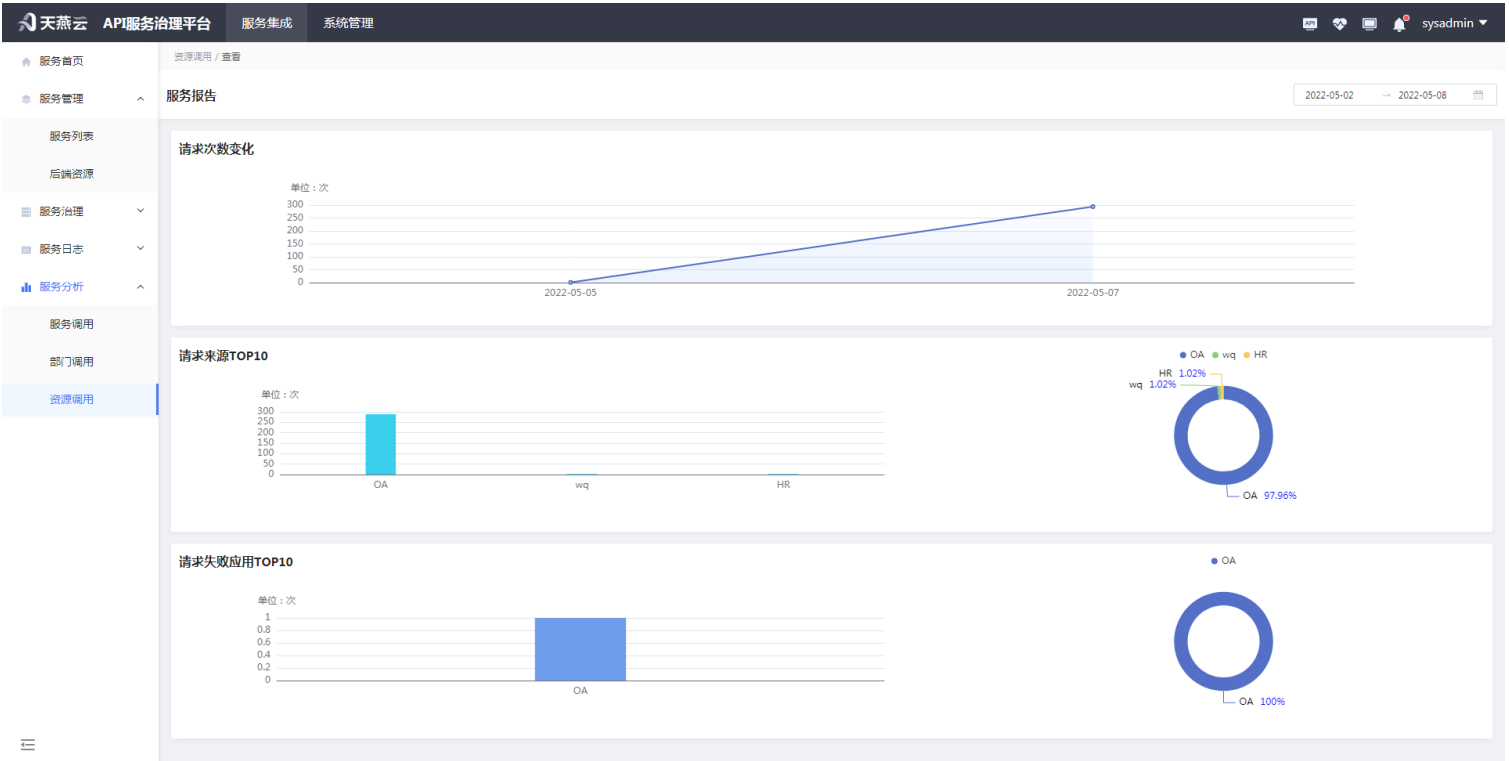 天燕云 API服务治理平台 服务集成 系统管理 API sysadmin
服务首页
服务管理
服务列表
后端资源
服务治理
服务日志
服务分析
服务调用
部门调用
资源调用
资源调用 / 查看
服务报告 2022-05-02 → 2022-05-08
请求次数变化
单位：次
300
250
200
150
100
50
0
2022-05-05 2022-05-07
请求来源TOP10
单位：次
300
250
200
150
100
50
0
OA wq HR
OA wq HR
HR 1.02%
wq 1.02%
OA 97.96%
请求失败应用TOP10
单位：次
1
0.8
0.6
0.4
0.2
0
OA
OA
OA 100%